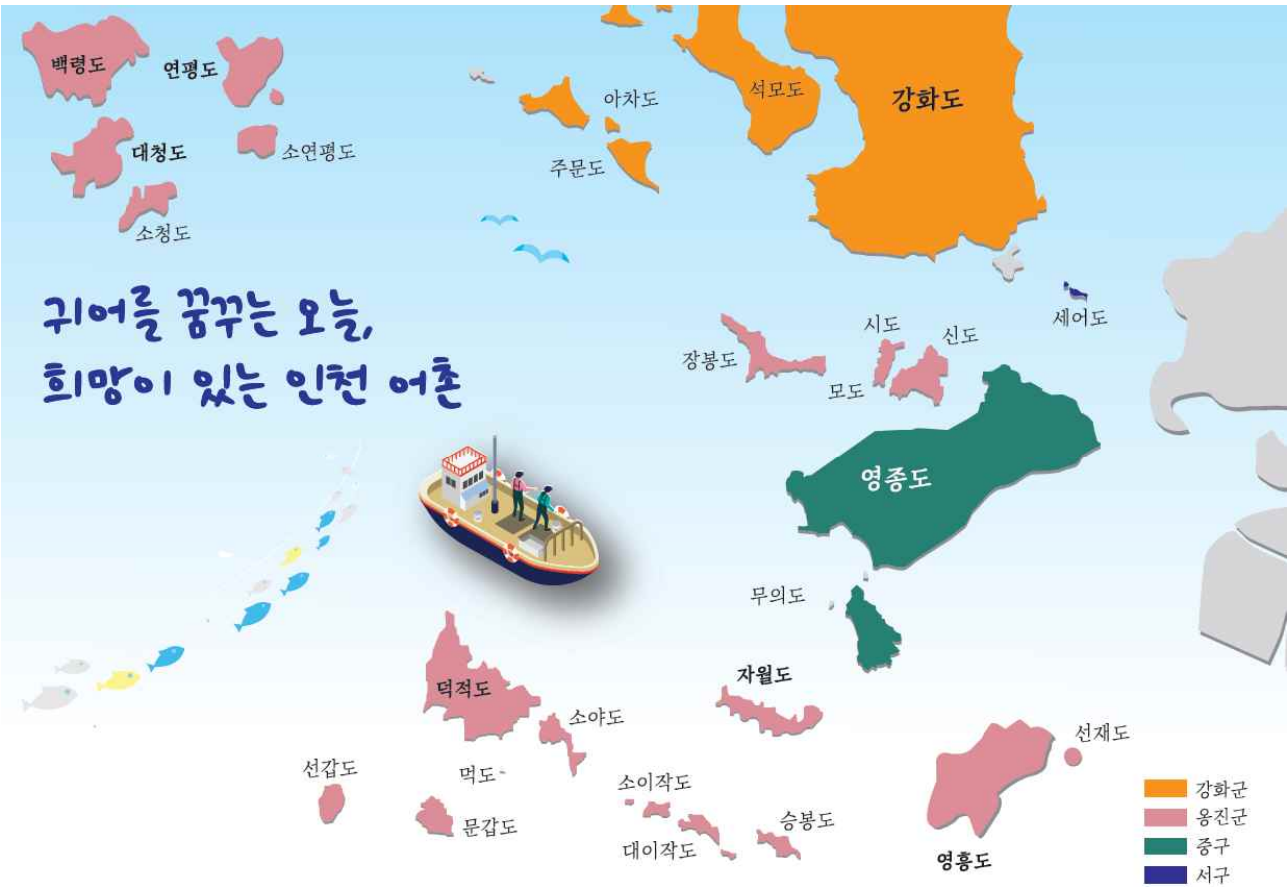 백령도
연평도
대청도
소연평도
소청도
아차도
주문도
석모도
강화도
귀어를 꿈꾸는 오늘,
희망이 있는 인천 어촌
세어도
장봉도
시도
신도
모도
영종도
무의도
덕적도
소야도
자월도
선갑도
먹도
문갑도
소이작도
대이작도
승봉도
선재도
영흥도
강화군
옹진군
중구
서구